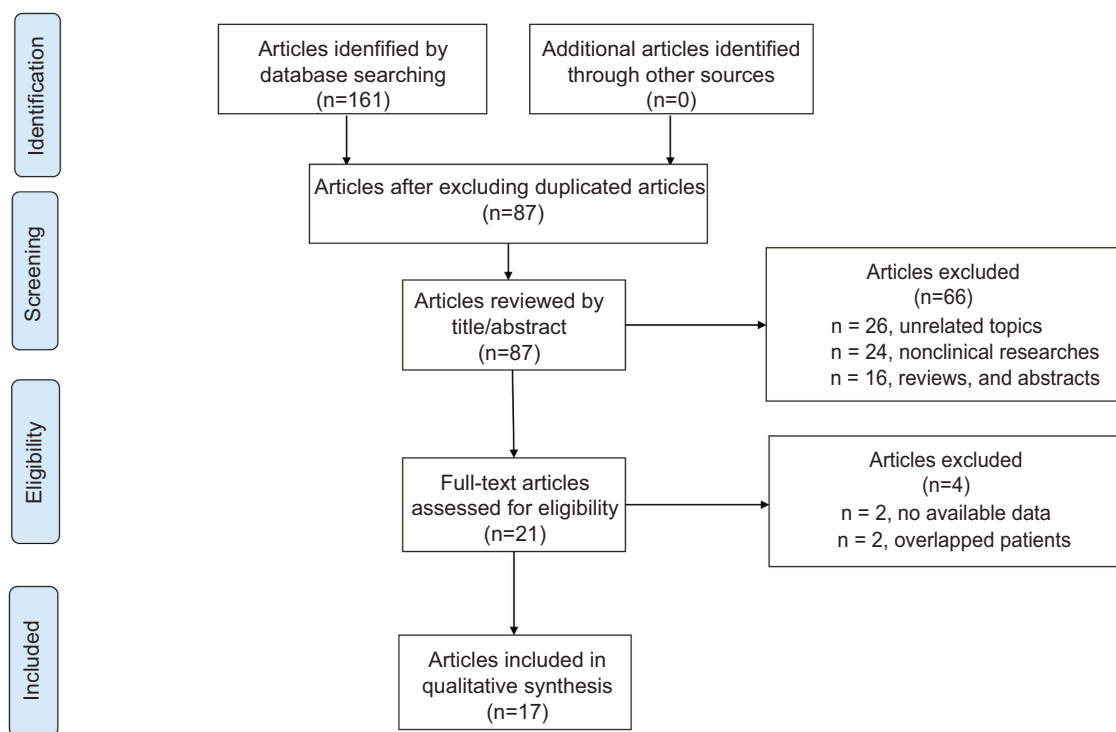 Identification
Articles idenfified by
database searching
(n=161)
Additional articles identified
through other sources
(n=0)
Articles after excluding duplicated articles
(n=87)
Screening
Articles reviewed by
title/abstract
(n=87)
Articles excluded
(n=66)
n = 26, unrelated topics
n = 24, nonclinical researches
n = 16, reviews, and abstracts
Eligibility
Full-text articles
assessed for eligibility
(n=21)
Articles excluded
(n=4)
n = 2, no available data
n = 2, overlapped patients
Included
Articles included in
qualitative synthesis
(n=17)